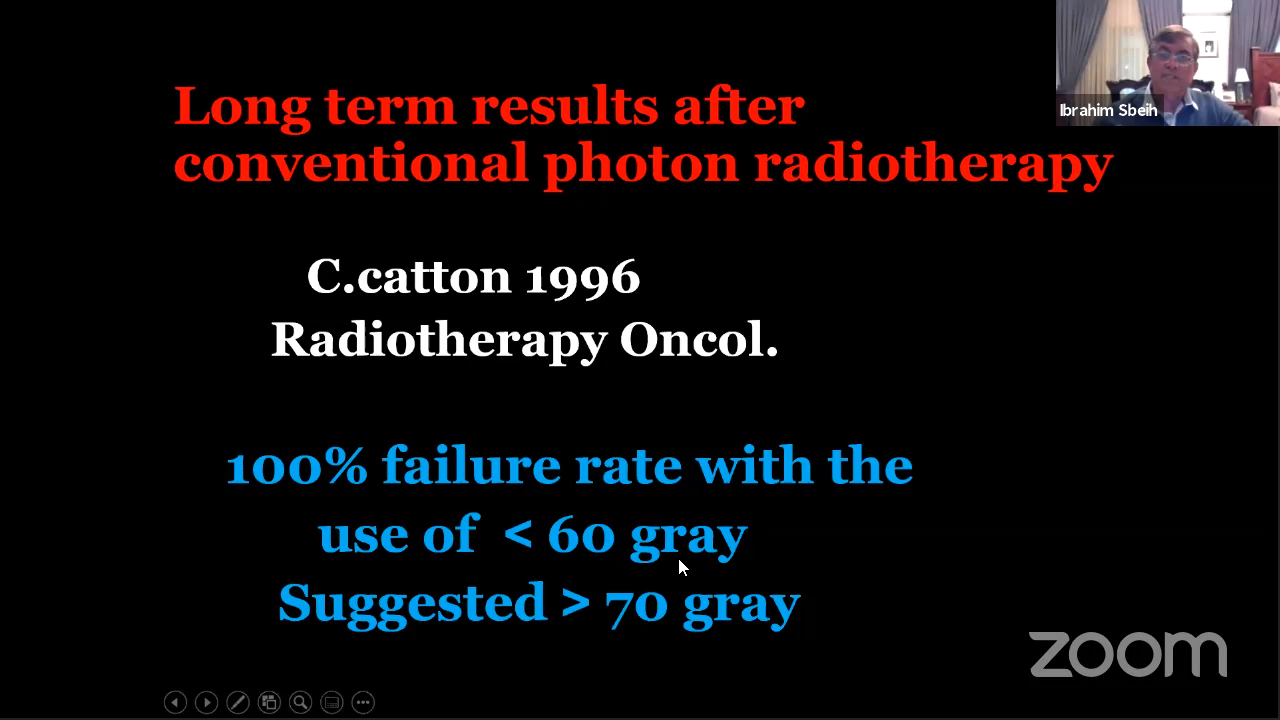 Long term results after
conventional photon radiotherapy
Ibrahim Sbeih
C.catton 1996
Radiotherapy Oncol.
100% failure rate with the
use of < 60 gray
Suggested > 70 gray
zoom